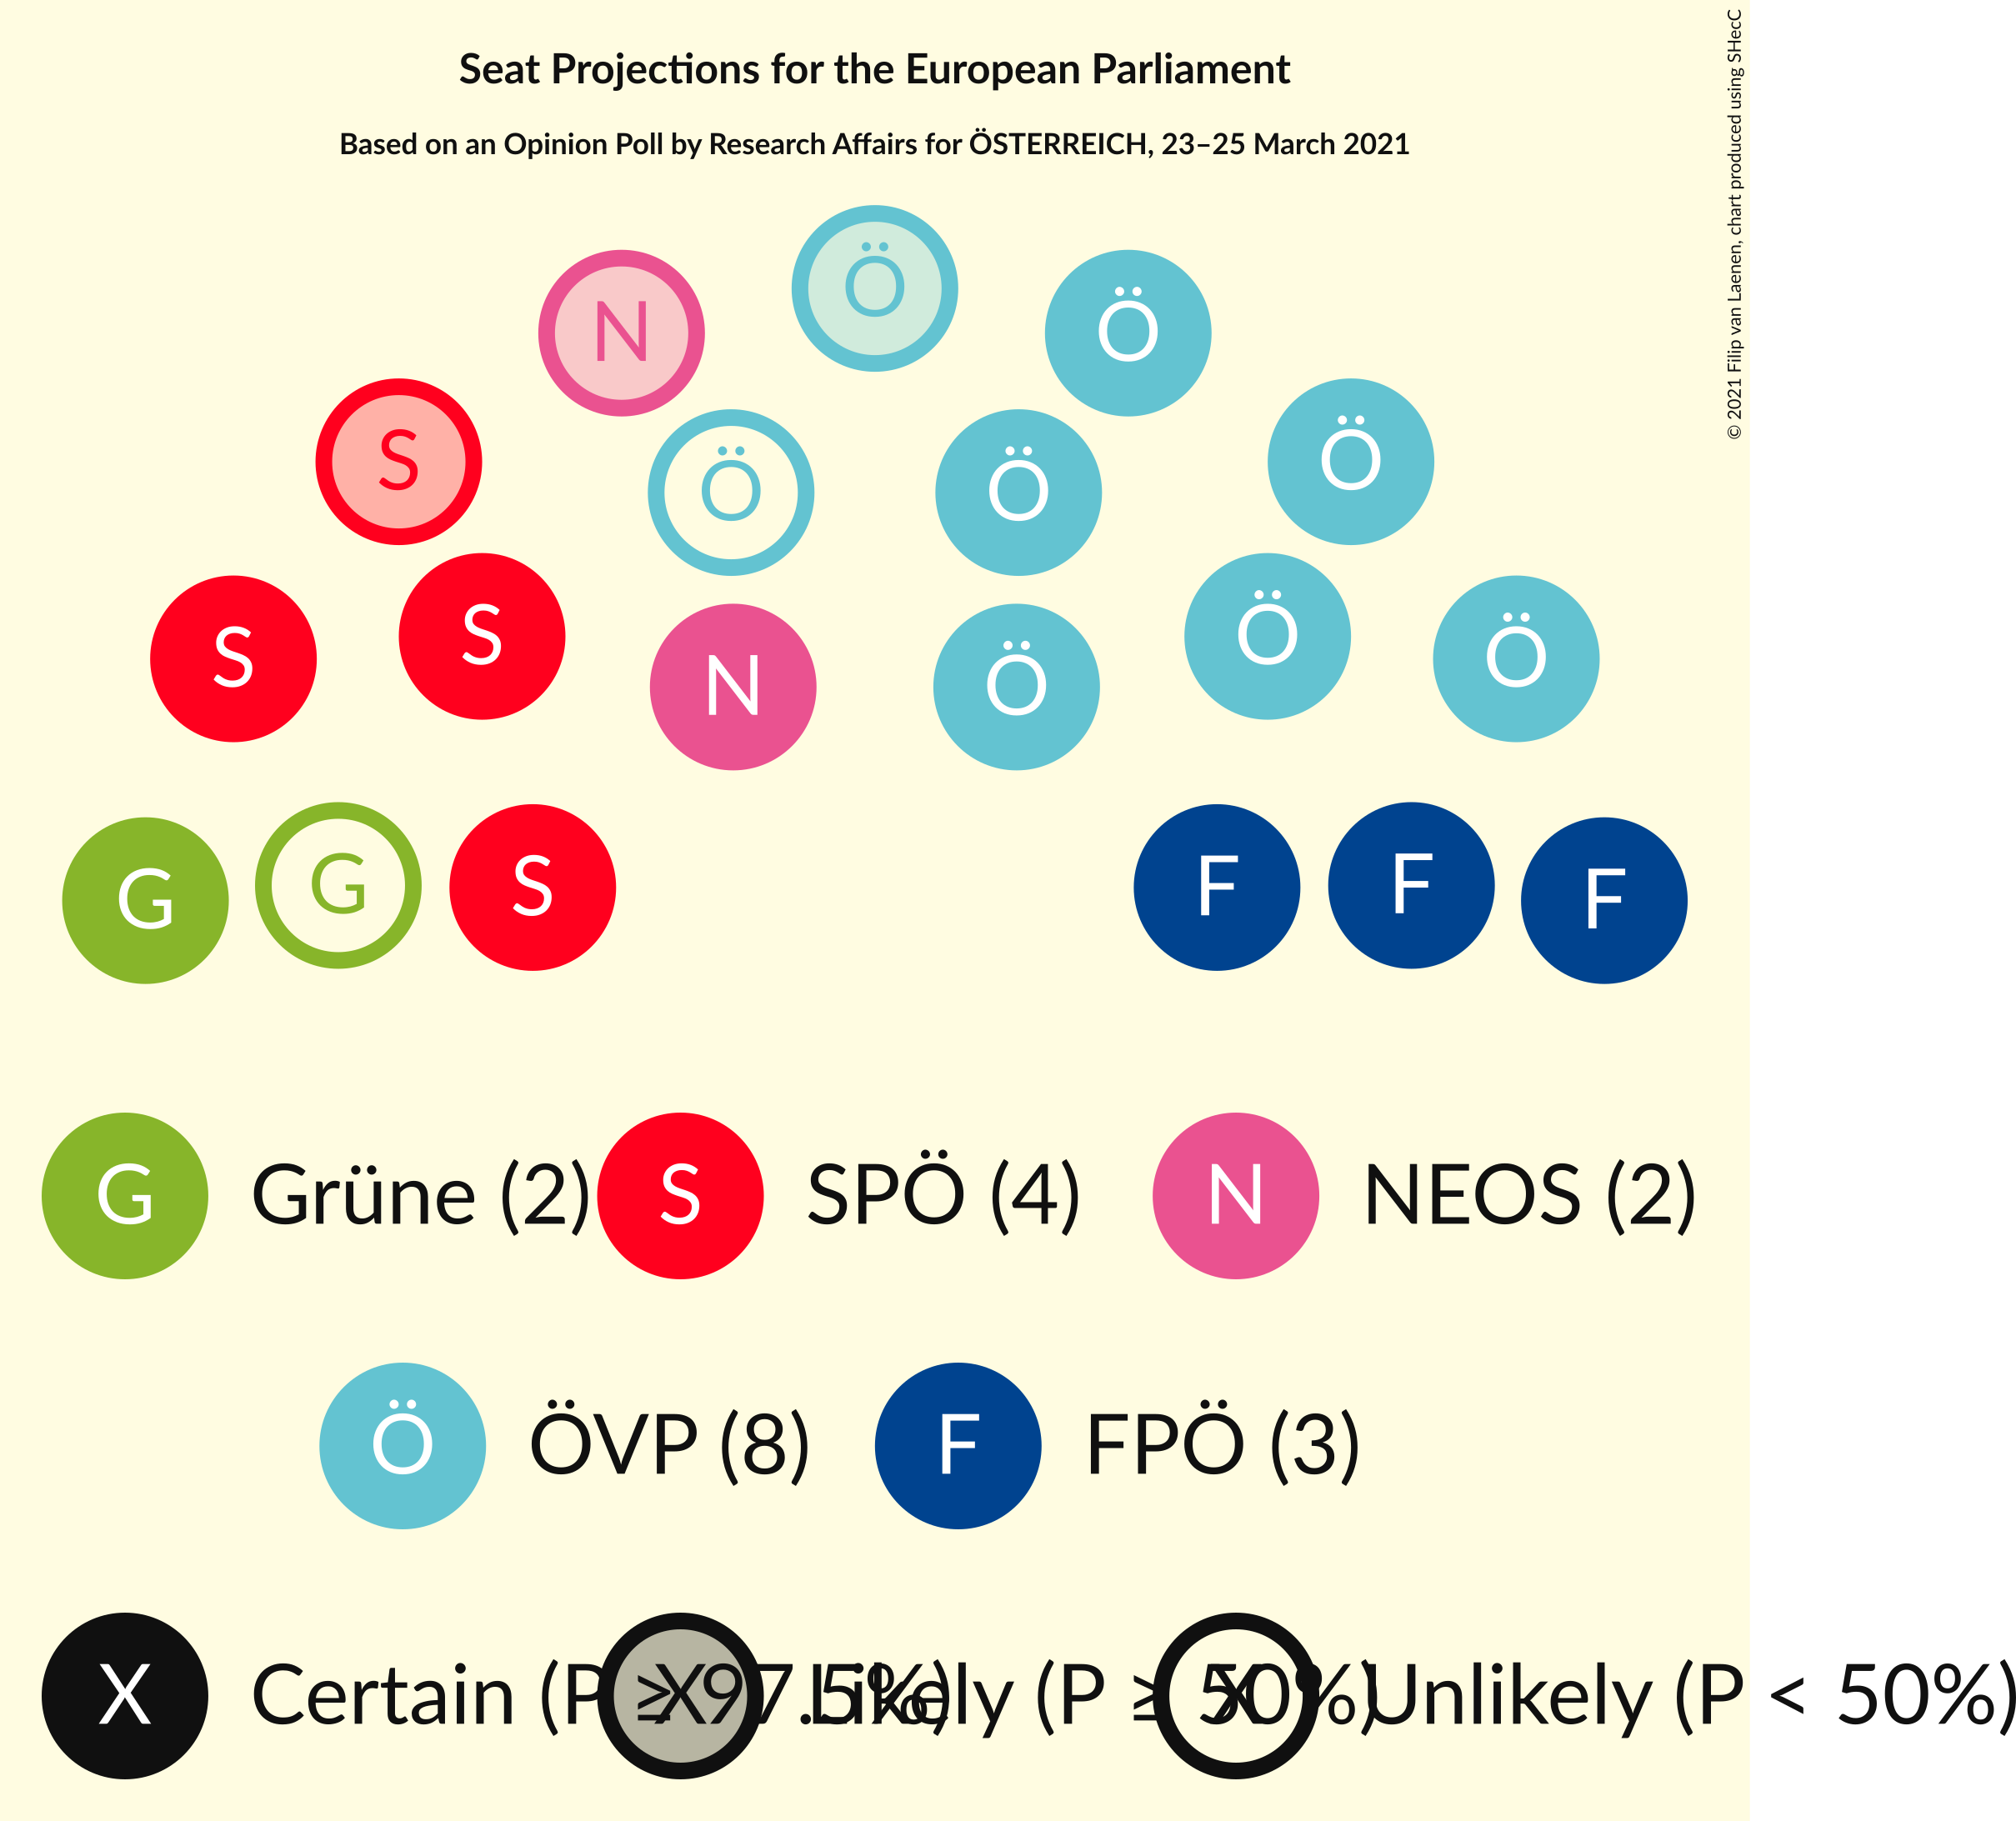 Seat Projections for the European Parliament
Based on an Opinion Poll by Research Affairs for ÖSTERREICH, 23–25 March 2021
© 2021 Filip van Laenen, chart produced using SHecC
Ö
N
Ö
S
Ö
Ö
Ö
S
S
N
Ö
Ö
Ö
G
G
S
F
F
F
G Grüne (2) S SPÖ (4) N NEOS (2)
Ö ÖVP (8) F FPÖ (3)
X Certain (P ≥ 97.5%) X Likely (P ≥ 50%) X Unlikely (P < 50%)